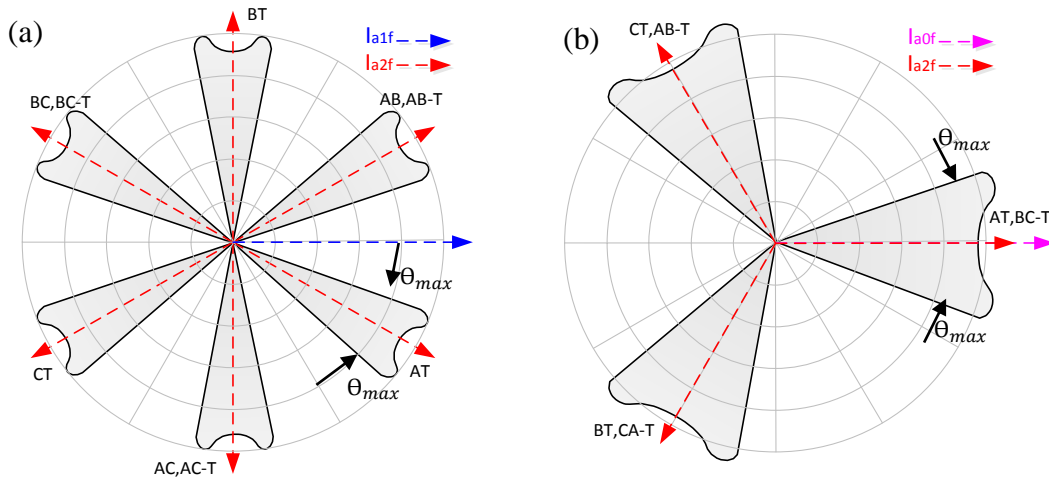 (a)
BT
Ia1f
Ia2f
BC,BC-T
AB,AB-T
Θmax
CT
Θmax
AT
AC,AC-T
(b)
CT,AB-T
Ia0f
Ia2f
Θmax
AT,BC-T
Θmax
BT,CA-T